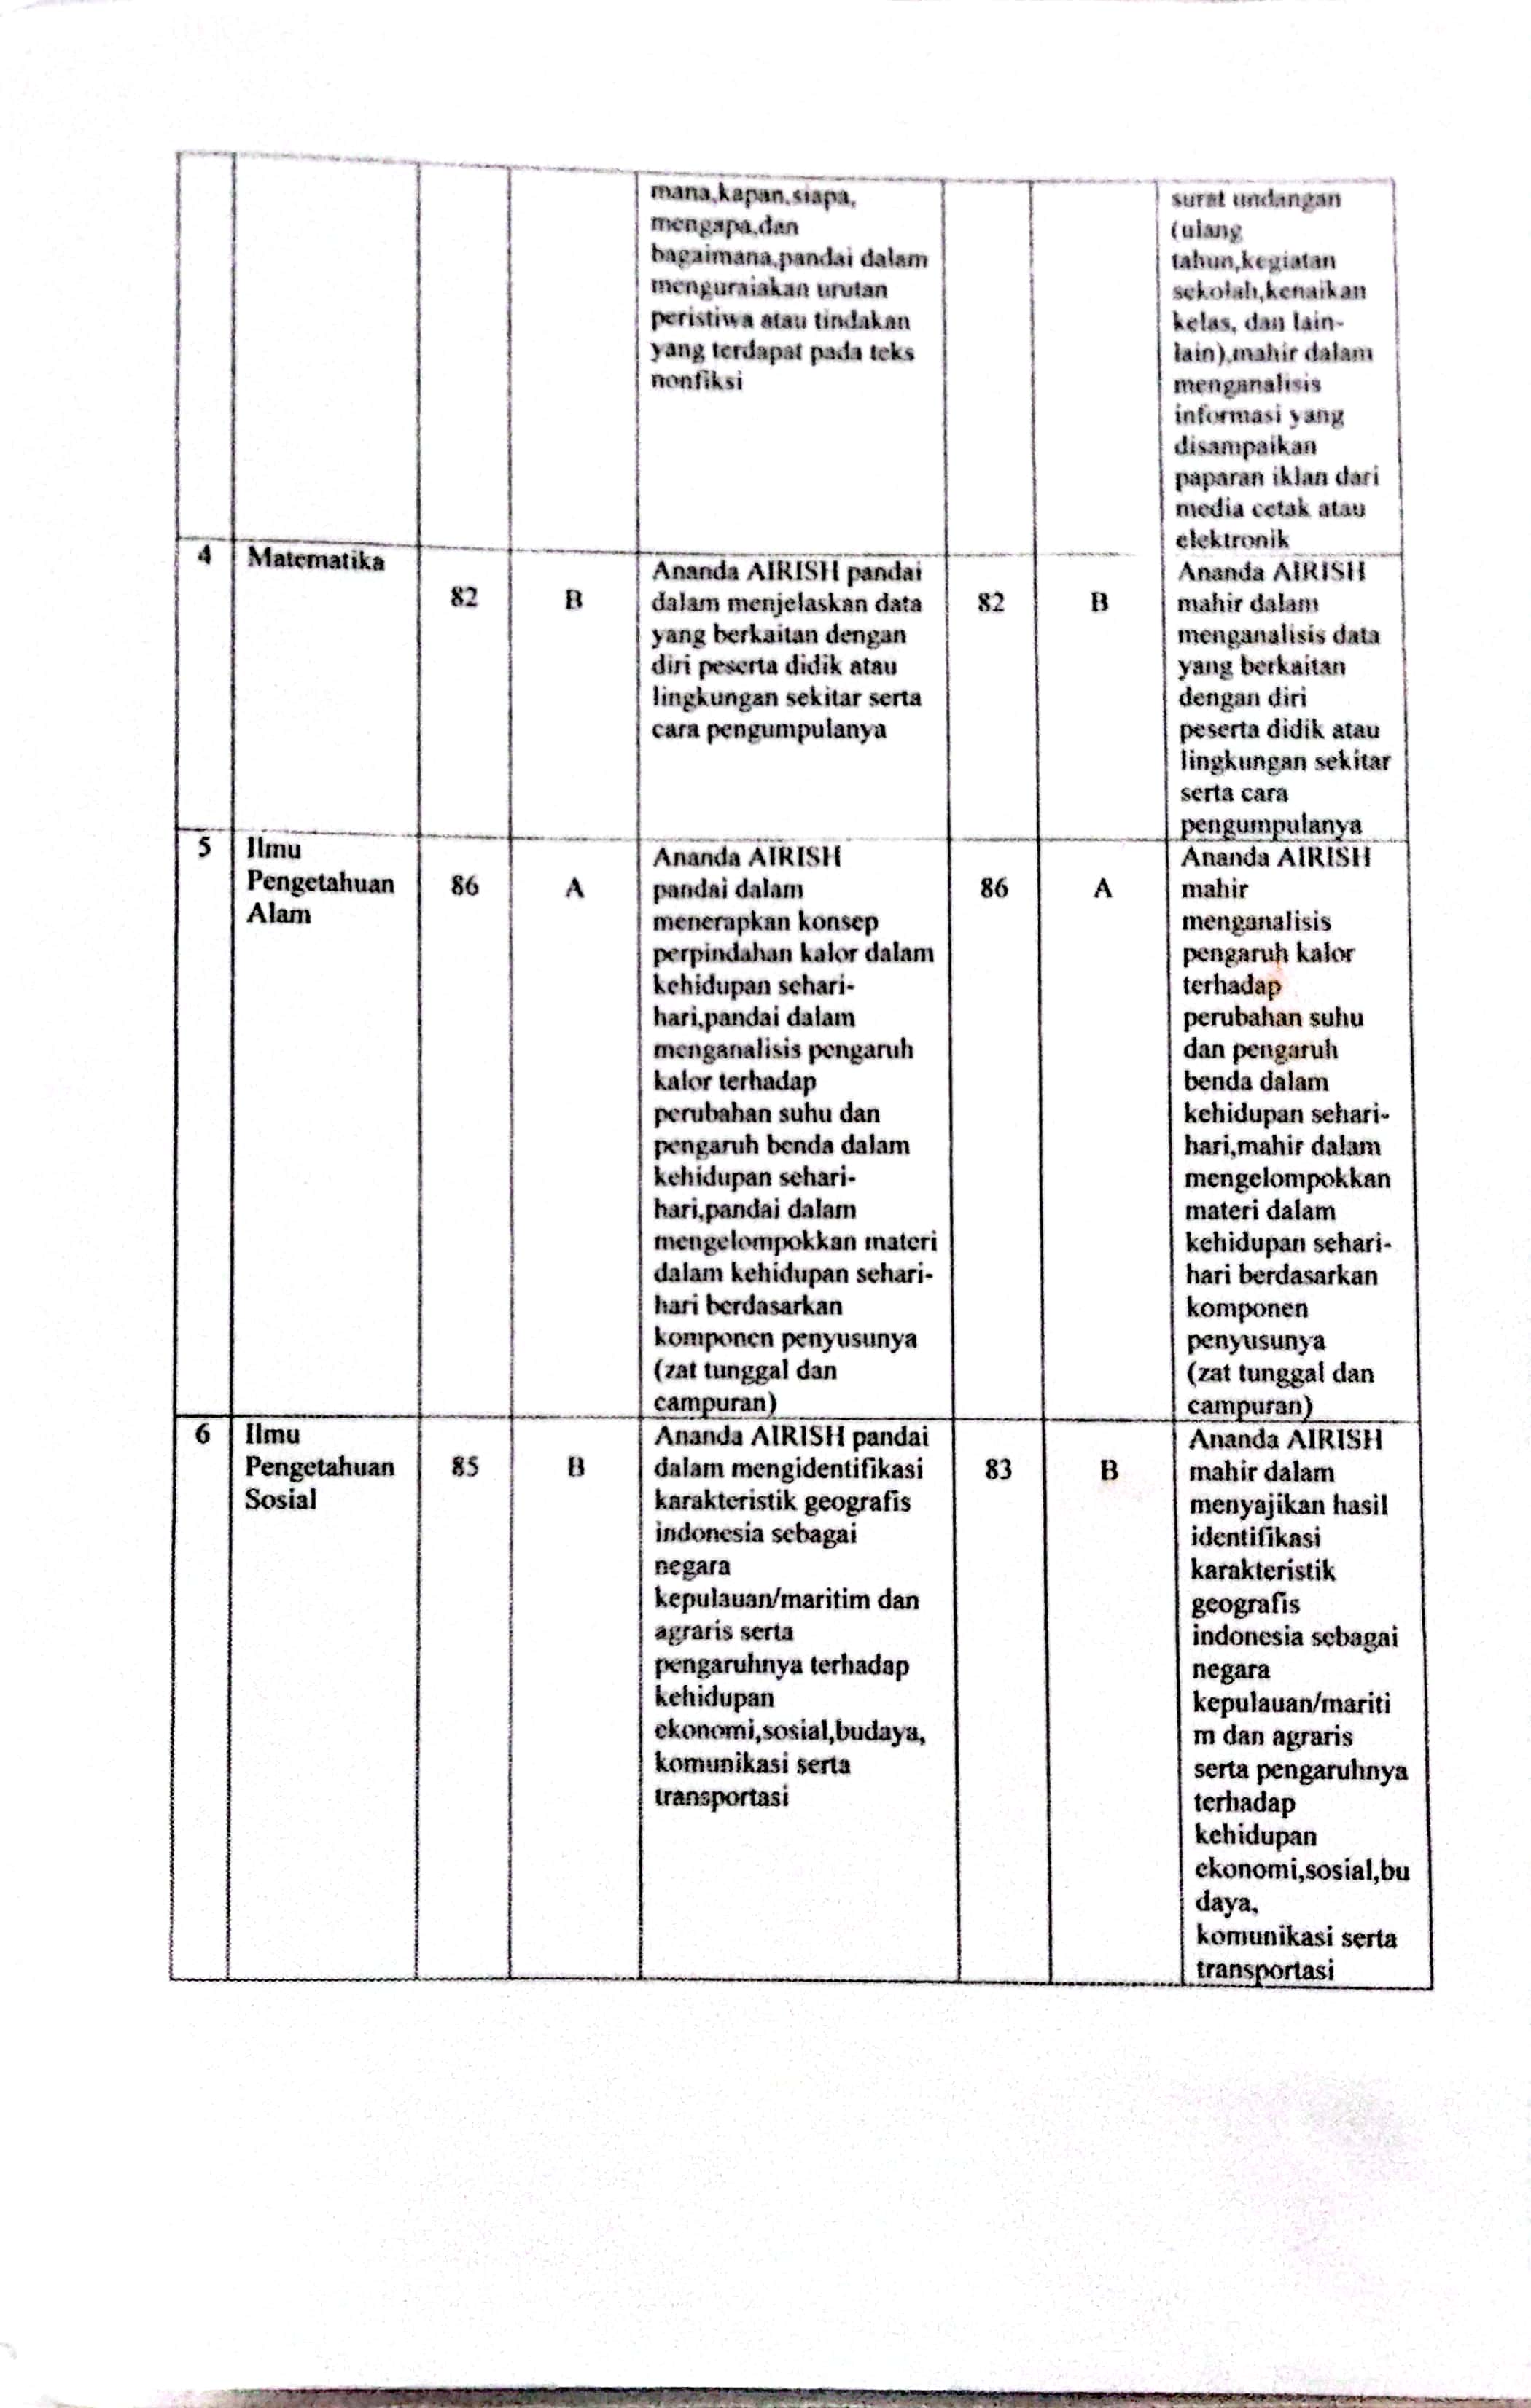 mana,kapan,siapa,
mengapa,dan
bagaimana,pandai dalam
menguraiakan urutan
peristiwa atau tindakan
yang terdapat pada teks
nonfiksi
surat undangan
(ulang
tahun,kegiatan
sekolah,kenaikan
kelas, dan lain-
lain),mahir dalam
menganalisis
informasi yang
disampaikan
paparan iklan dari
media cetak atau
elektronik
4
Matematika
82
B
Ananda AIRISH pandai
dalam menjelaskan data
yang berkaitan dengan
diri peserta didik atau
lingkungan sekitar serta
cara pengumpulanya
82
B
Ananda AIRISH
mahir dalam
menganalisis data
yang berkaitan
dengan diri
peserta didik atau
lingkungan sekitar
serta cara
pengumpulanya
5
Ilmu
Pengetahuan
Alam
86
A
Ananda AIRISH
pandai dalam
menerapkan konsep
perpindahan kalor dalam
kehidupan sehari-
hari,pandai dalam
menganalisis pengaruh
kalor terhadap
perubahan suhu dan
pengaruh benda dalam
kehidupan sehari-
hari,pandai dalam
mengelompokkan materi
dalam kehidupan sehari-
hari berdasarkan
komponen penyusunya
(zat tunggal dan
campuran)
86
A
Ananda AIRISH
mahir
menganalisis
pengaruh kalor
terhadap
perubahan suhu
dan pengaruh
benda dalam
kehidupan sehari-
hari,mahir dalam
mengelompokkan
materi dalam
kehidupan sehari-
hari berdasarkan
komponen
penyusunya
(zat tunggal dan
campuran)
6
Ilmu
Pengetahuan
Sosial
85
B
Ananda AIRISH pandai
dalam mengidentifikasi
karakteristik geografis
indonesia sebagai
negara
kepulauan/maritim dan
agraris serta
pengaruhnya terhadap
kehidupan
ekonomi,sosial,budaya,
komunikasi serta
transportasi
83
B
Ananda AIRISH
mahir dalam
menyajikan hasil
identifikasi
karakteristik
geografis
indonesia sebagai
negara
kepulauan/mariti
m dan agraris
serta pengaruhnya
terhadap
kehidupan
ekonomi,sosial,bu
daya,
komunikasi serta
transportasi